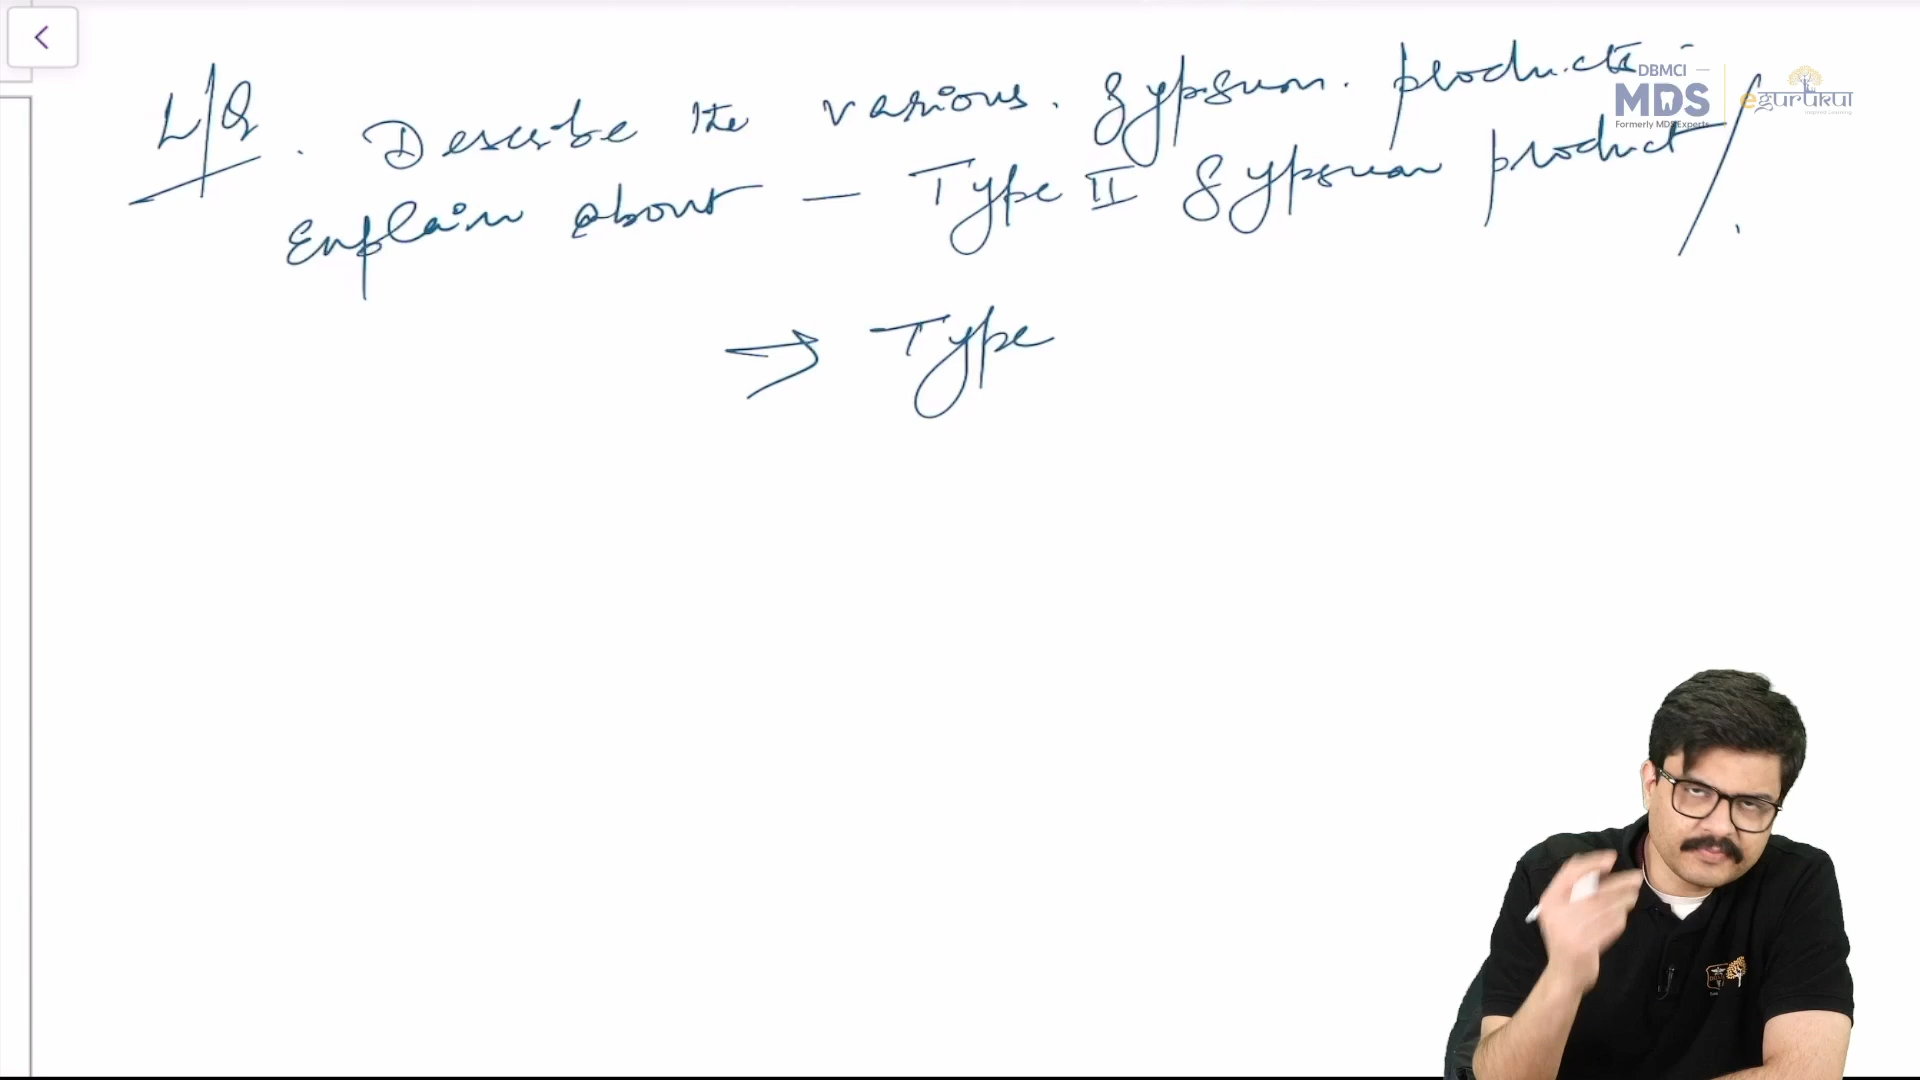 L/Q. Describe the various gypsum products.
Explain about — Type II gypsum product/.
→ Type
DBMCI
MDS
Formerly MDS Experts
egurukul